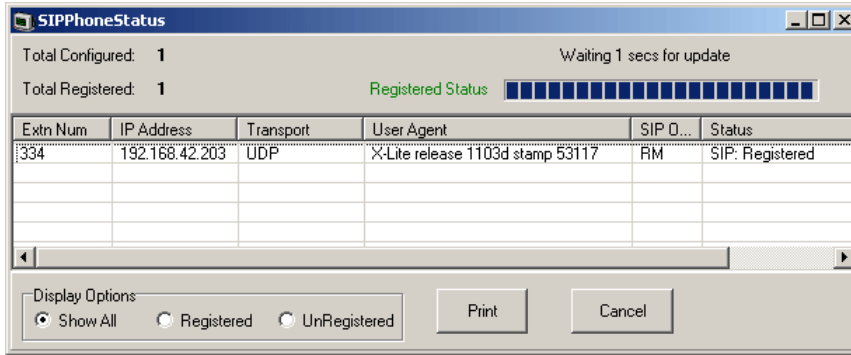 SIPPhoneStatus
Total Configured: 1 Waiting 1 secs for update
Total Registered: 1 Registered Status
Extn Num IP Address Transport User Agent SIP O... Status
334 192.168.42.203 UDP X-Lite release 1103d stamp 53117 RM SIP: Registered
Display Options
Show All Registered UnRegistered Print Cancel